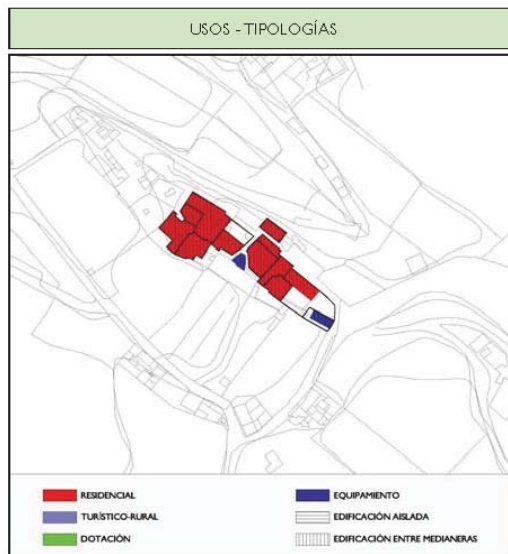 USOS - TIPOLOGÍAS
RESIDENCIAL
TURÍSTICO-RURAL
DOTACIÓN
EQUIPAMIENTO
EDIFICACIÓN AISLADA
EDIFICACIÓN ENTRE MEDIANERAS